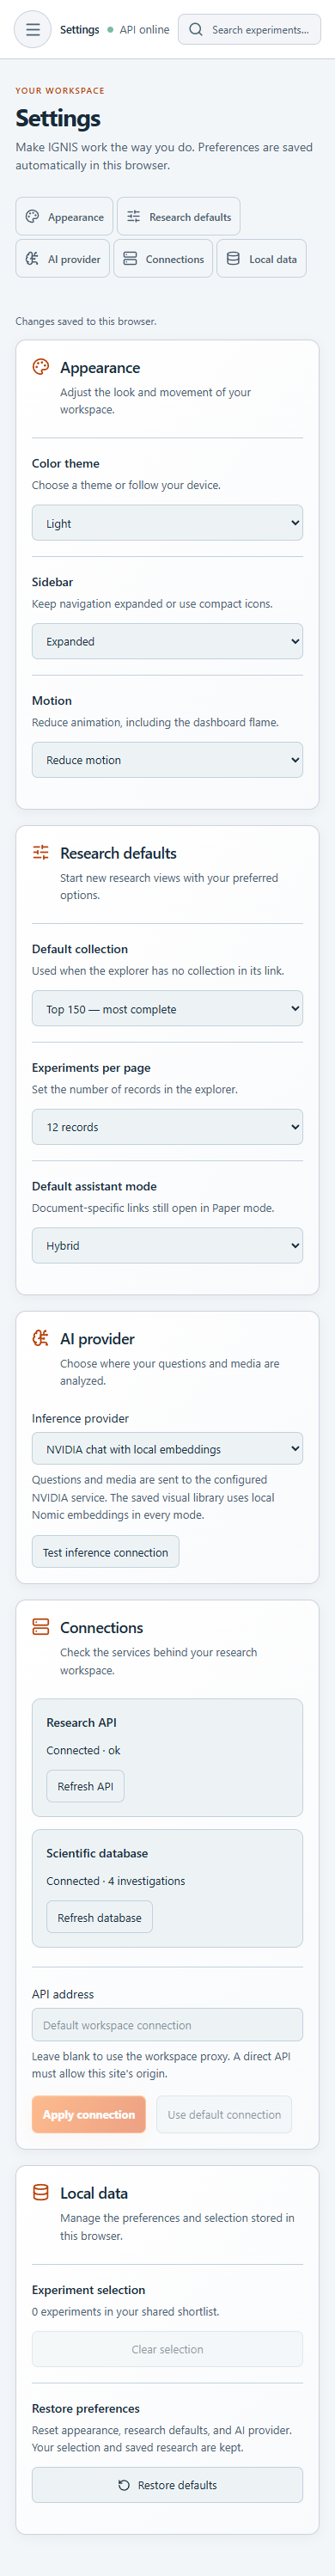 Settings
API online
Search experiments...
YOUR WORKSPACE
Settings
Make IGNIS work the way you do. Preferences are saved
automatically in this browser.
Appearance
Research defaults
AI provider
Connections
Local data
Changes saved to this browser.
Appearance
Adjust the look and movement of your
workspace.
Color theme
Choose a theme or follow your device.
Light
Sidebar
Keep navigation expanded or use compact icons.
Expanded
Motion
Reduce animation, including the dashboard flame.
Reduce motion
Research defaults
Start new research views with your preferred
options.
Default collection
Used when the explorer has no collection in its link.
Top 150 — most complete
Experiments per page
Set the number of records in the explorer.
12 records
Default assistant mode
Document-specific links still open in Paper mode.
Hybrid
AI provider
Choose where your questions and media are
analyzed.
Inference provider
NVIDIA chat with local embeddings
Questions and media are sent to the configured
NVIDIA service. The saved visual library uses local
Nomic embeddings in every mode.
Test inference connection
Connections
Check the services behind your research
workspace.
Research API
Connected · ok
Refresh API
Scientific database
Connected · 4 investigations
Refresh database
API address
Default workspace connection
Leave blank to use the workspace proxy. A direct API
must allow this site's origin.
Apply connection
Use default connection
Local data
Manage the preferences and selection stored in
this browser.
Experiment selection
0 experiments in your shared shortlist.
Clear selection
Restore preferences
Reset appearance, research defaults, and AI provider.
Your selection and saved research are kept.
Restore defaults